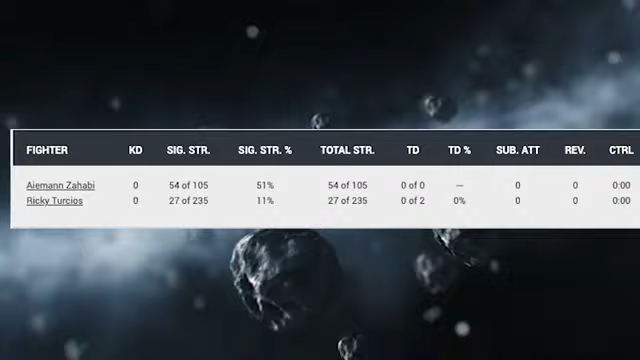 FIGHTER KD SIG. STR. SIG. STR. % TOTAL STR. TD TD % SUB. ATT REV. CTRL
Aiemann Zahabi 0 54 of 105 51% 54 of 105 0 of 0 --- 0 0 0:00
Ricky Turcios 0 27 of 235 11% 27 of 235 0 of 2 0% 0 0 0:00